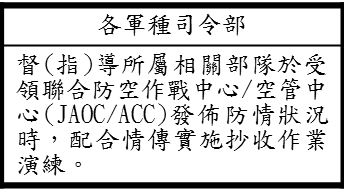 各軍種司令部
督(指)導所屬相關部隊於受
領聯合防空作戰中心/空管中
心(JAOC/ACC)發佈防情狀況
時，配合情傳實施抄收作業
演練。